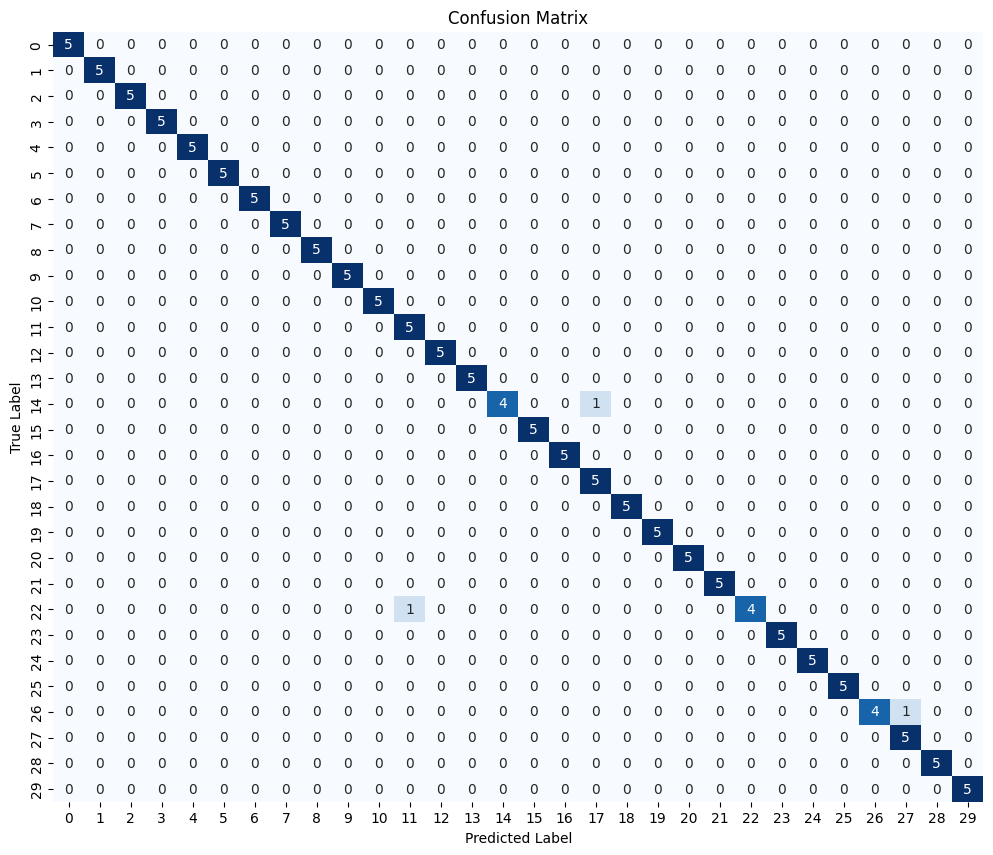 Confusion Matrix
0 5 0 0 0 0 0 0 0 0 0 0 0 0 0 0 0 0 0 0 0 0 0 0 0 0 0 0 0 0 0
1 0 5 0 0 0 0 0 0 0 0 0 0 0 0 0 0 0 0 0 0 0 0 0 0 0 0 0 0 0 0
2 0 0 5 0 0 0 0 0 0 0 0 0 0 0 0 0 0 0 0 0 0 0 0 0 0 0 0 0 0 0
3 0 0 0 5 0 0 0 0 0 0 0 0 0 0 0 0 0 0 0 0 0 0 0 0 0 0 0 0 0 0
4 0 0 0 0 5 0 0 0 0 0 0 0 0 0 0 0 0 0 0 0 0 0 0 0 0 0 0 0 0 0
5 0 0 0 0 0 5 0 0 0 0 0 0 0 0 0 0 0 0 0 0 0 0 0 0 0 0 0 0 0 0
6 0 0 0 0 0 0 5 0 0 0 0 0 0 0 0 0 0 0 0 0 0 0 0 0 0 0 0 0 0 0
7 0 0 0 0 0 0 0 5 0 0 0 0 0 0 0 0 0 0 0 0 0 0 0 0 0 0 0 0 0 0
8 0 0 0 0 0 0 0 0 5 0 0 0 0 0 0 0 0 0 0 0 0 0 0 0 0 0 0 0 0 0
9 0 0 0 0 0 0 0 0 0 5 0 0 0 0 0 0 0 0 0 0 0 0 0 0 0 0 0 0 0 0
10 0 0 0 0 0 0 0 0 0 0 5 0 0 0 0 0 0 0 0 0 0 0 0 0 0 0 0 0 0 0
11 0 0 0 0 0 0 0 0 0 0 0 5 0 0 0 0 0 0 0 0 0 0 0 0 0 0 0 0 0 0
12 0 0 0 0 0 0 0 0 0 0 0 0 5 0 0 0 0 0 0 0 0 0 0 0 0 0 0 0 0 0
13 0 0 0 0 0 0 0 0 0 0 0 0 0 5 0 0 0 0 0 0 0 0 0 0 0 0 0 0 0 0
14 0 0 0 0 0 0 0 0 0 0 0 0 0 0 4 0 0 1 0 0 0 0 0 0 0 0 0 0 0 0
15 0 0 0 0 0 0 0 0 0 0 0 0 0 0 0 5 0 0 0 0 0 0 0 0 0 0 0 0 0 0
16 0 0 0 0 0 0 0 0 0 0 0 0 0 0 0 0 5 0 0 0 0 0 0 0 0 0 0 0 0 0
17 0 0 0 0 0 0 0 0 0 0 0 0 0 0 0 0 0 5 0 0 0 0 0 0 0 0 0 0 0 0
18 0 0 0 0 0 0 0 0 0 0 0 0 0 0 0 0 0 0 5 0 0 0 0 0 0 0 0 0 0 0
19 0 0 0 0 0 0 0 0 0 0 0 0 0 0 0 0 0 0 0 5 0 0 0 0 0 0 0 0 0 0
20 0 0 0 0 0 0 0 0 0 0 0 0 0 0 0 0 0 0 0 0 5 0 0 0 0 0 0 0 0 0
21 0 0 0 0 0 0 0 0 0 0 0 0 0 0 0 0 0 0 0 0 0 5 0 0 0 0 0 0 0 0
22 0 0 0 0 0 0 0 0 0 0 0 1 0 0 0 0 0 0 0 0 0 0 4 0 0 0 0 0 0 0
23 0 0 0 0 0 0 0 0 0 0 0 0 0 0 0 0 0 0 0 0 0 0 0 5 0 0 0 0 0 0
24 0 0 0 0 0 0 0 0 0 0 0 0 0 0 0 0 0 0 0 0 0 0 0 0 5 0 0 0 0 0
25 0 0 0 0 0 0 0 0 0 0 0 0 0 0 0 0 0 0 0 0 0 0 0 0 0 5 0 0 0 0
26 0 0 0 0 0 0 0 0 0 0 0 0 0 0 0 0 0 0 0 0 0 0 0 0 0 0 4 1 0 0
27 0 0 0 0 0 0 0 0 0 0 0 0 0 0 0 0 0 0 0 0 0 0 0 0 0 0 0 5 0 0
28 0 0 0 0 0 0 0 0 0 0 0 0 0 0 0 0 0 0 0 0 0 0 0 0 0 0 0 0 5 0
29 0 0 0 0 0 0 0 0 0 0 0 0 0 0 0 0 0 0 0 0 0 0 0 0 0 0 0 0 0 5
True Label
0 1 2 3 4 5 6 7 8 9 10 11 12 13 14 15 16 17 18 19 20 21 22 23 24 25 26 27 28 29
Predicted Label